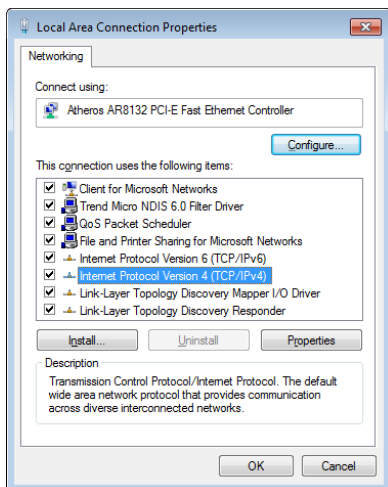 Local Area Connection Properties
Networking
Connect using:
Atheros AR8132 PCI-E Fast Ethernet Controller
Configure...
This connection uses the following items:
Client for Microsoft Networks
Trend Micro NDIS 6.0 Filter Driver
QoS Packet Scheduler
File and Printer Sharing for Microsoft Networks
Internet Protocol Version 6 (TCP/IPv6)
Internet Protocol Version 4 (TCP/IPv4)
Link-Layer Topology Discovery Mapper I/O Driver
Link-Layer Topology Discovery Responder
Install... Uninstall Properties
Description
Transmission Control Protocol/Internet Protocol. The default
wide area network protocol that provides communication
across diverse interconnected networks.
OK Cancel